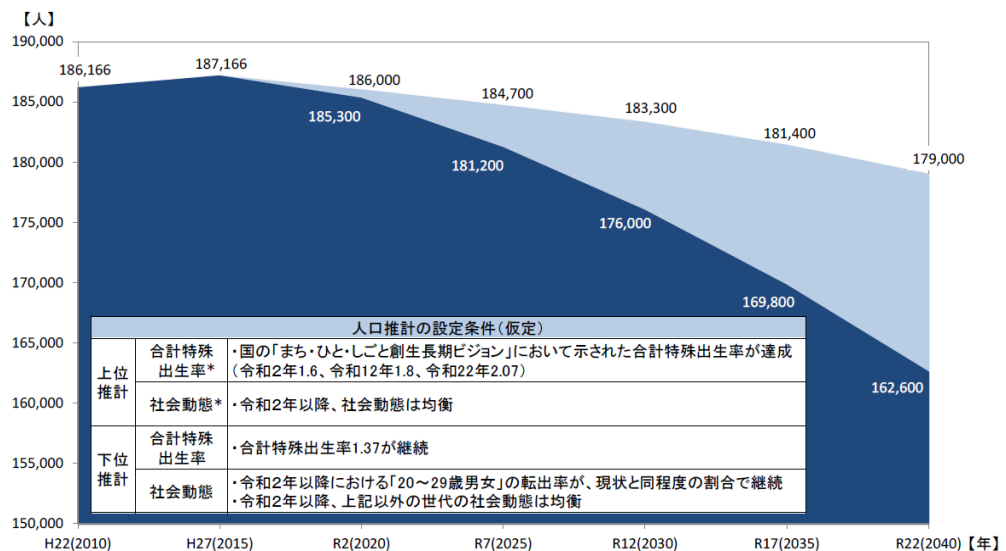 【人】
190,000
186,166
187,166
186,000
184,700
183,300
181,400
179,000
185,000
185,300
181,200
176,000
169,800
162,600
180,000
175,000
170,000
165,000
160,000
155,000
150,000
人口推計の設定条件(仮定)
上位
推計
合計特殊
出生率*
・国の「まち・ひと・しごと創生長期ビジョン」において示された合計特殊出生率が達成
(令和2年1.6、令和12年1.8、令和22年2.07)
社会動態*
・令和2年以降、社会動態は均衡
下位
推計
合計特殊
出生率
・合計特殊出生率1.37が継続
社会動態
・令和2年以降における「20～29歳男女」の転出率が、現状と同程度の割合で継続
・令和2年以降、上記以外の世代の社会動態は均衡
H22(2010)
H27(2015)
R2(2020)
R7(2025)
R12(2030)
R17(2035)
R22(2040)
【年】